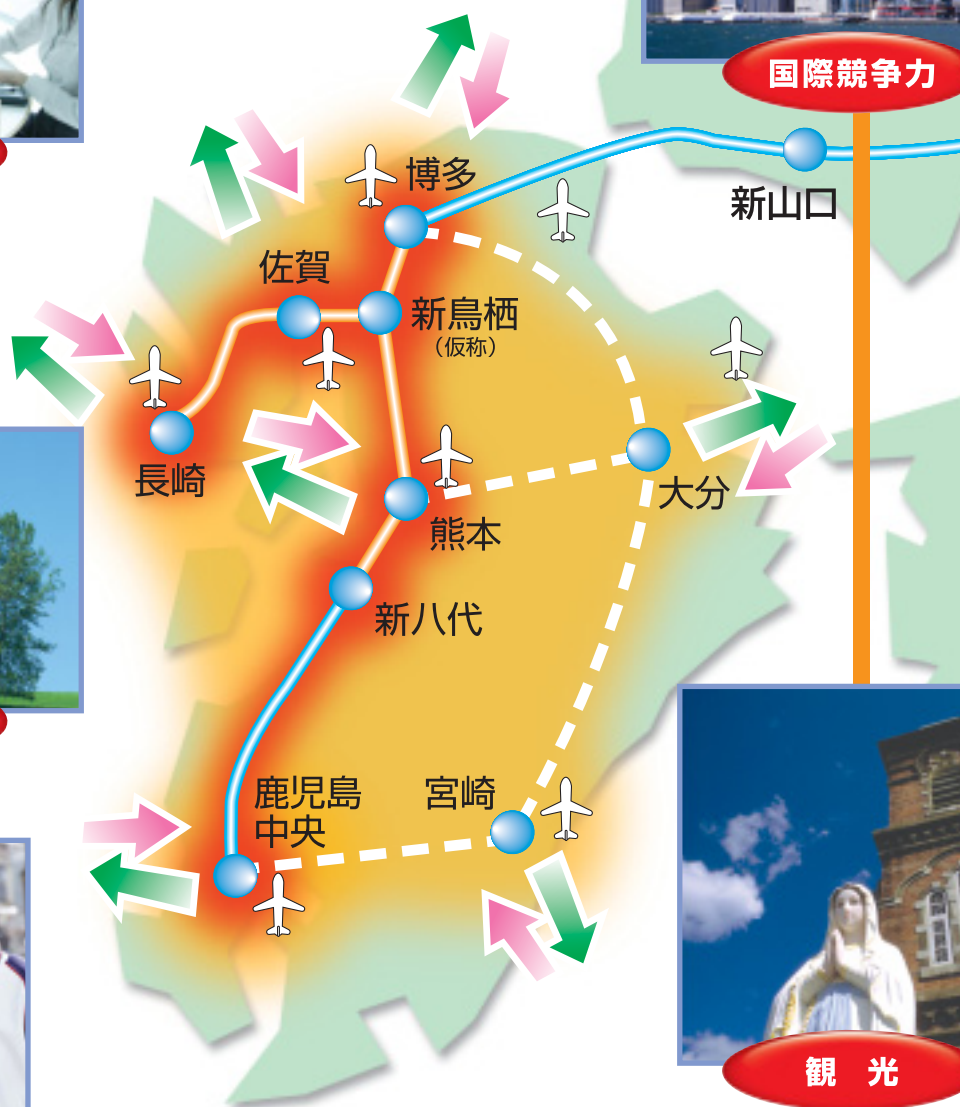 国際競争力
博多
新山口
佐賀
新鳥栖
（仮称）
長崎
大分
熊本
新八代
鹿児島
中央
宮崎
観 光